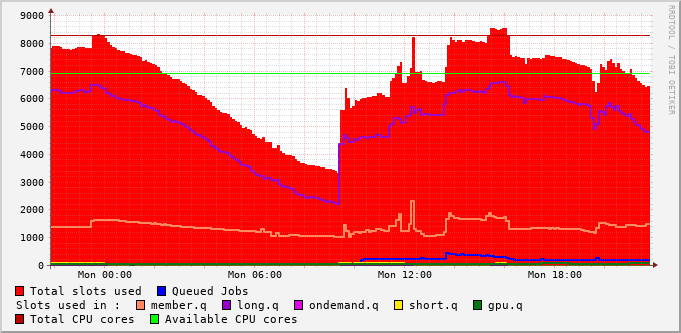 RRDTOOL / TOBI OETIKER
9000
8000
7000
6000
5000
4000
3000
2000
1000
0
Mon 00:00 Mon 06:00 Mon 12:00 Mon 18:00
Total slots used Queued Jobs
Slots used in : member.q long.q ondemand.q short.q gpu.q
Total CPU cores Available CPU cores